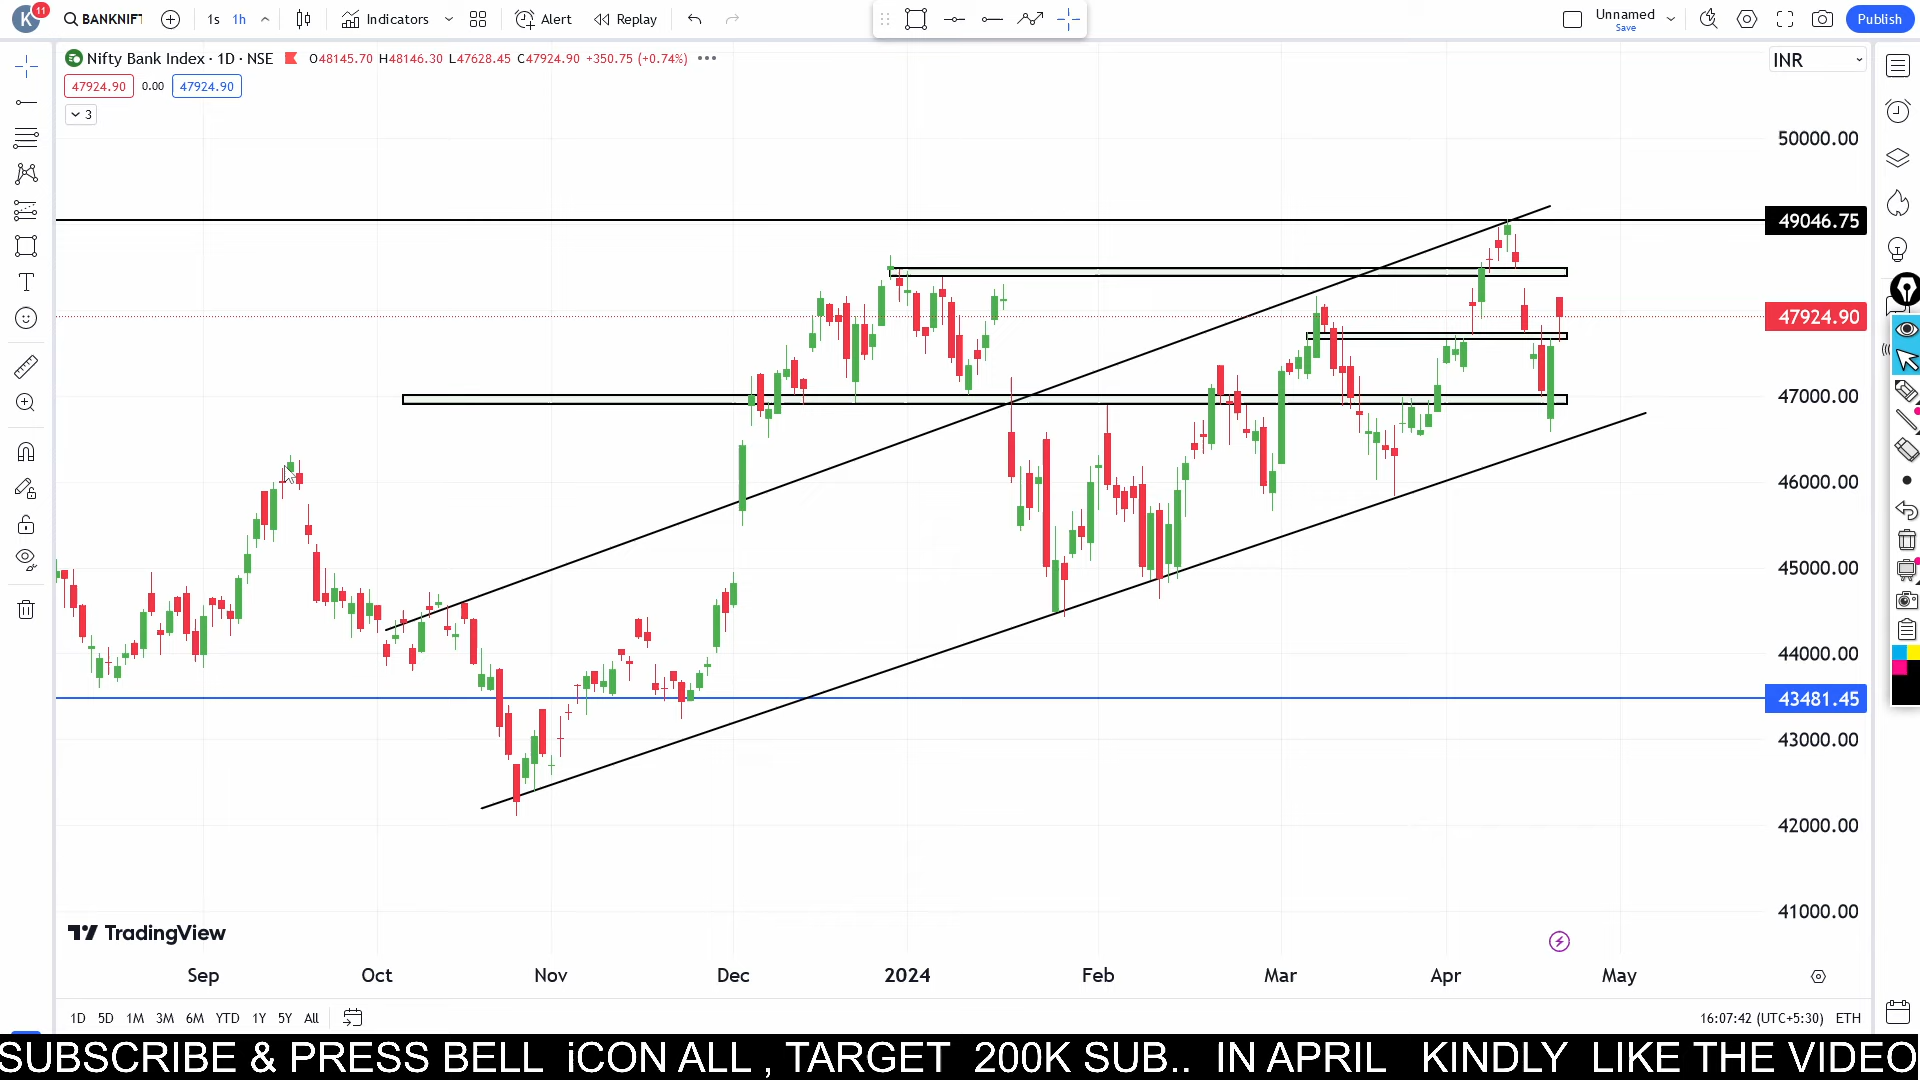 K 11 BANKNIFT 1s 1h Indicators Alert Replay Unnamed Save Publish
Nifty Bank Index · 1D · NSE O48145.70 H48146.30 L47628.45 C47924.90 +350.75 (+0.74%) INR
47924.90 0.00 47924.90
3
50000.00
49046.75
47924.90
47000.00
46000.00
45000.00
44000.00
43481.45
43000.00
42000.00
41000.00
TradingView
Sep Oct Nov Dec 2024 Feb Mar Apr May
1D 5D 1M 3M 6M YTD 1Y 5Y All 16:07:42 (UTC+5:30) ETH
SUBSCRIBE & PRESS BELL iCON ALL , TARGET 200K SUB.. IN APRIL KINDLY LIKE THE VIDEO